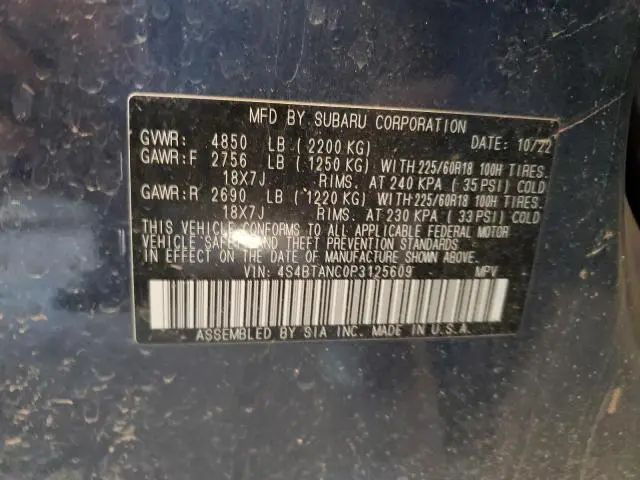 MFD BY SUBARU CORPORATION
GVWR: 4850 LB (2200 KG) DATE: 10/22
GAWR:F 2756 LB (1250 KG) WITH 225/60R18 100H TIRES,
18X7J RIMS, AT 240 KPA (35 PSI) COLD
GAWR:R 2690 LB (1220 KG) WITH 225/60R18 100H TIRES,
18X7J RIMS, AT 230 KPA (33 PSI) COLD
THIS VEHICLE CONFORMS TO ALL APPLICABLE FEDERAL MOTOR
VEHICLE SAFETY AND THEFT PREVENTION STANDARDS
IN EFFECT ON THE DATE OF MANUFACTURE SHOWN ABOVE.
VIN: 4S4BTANC0P3125609 MPV
ASSEMBLED BY SIA INC. MADE IN U.S.A.